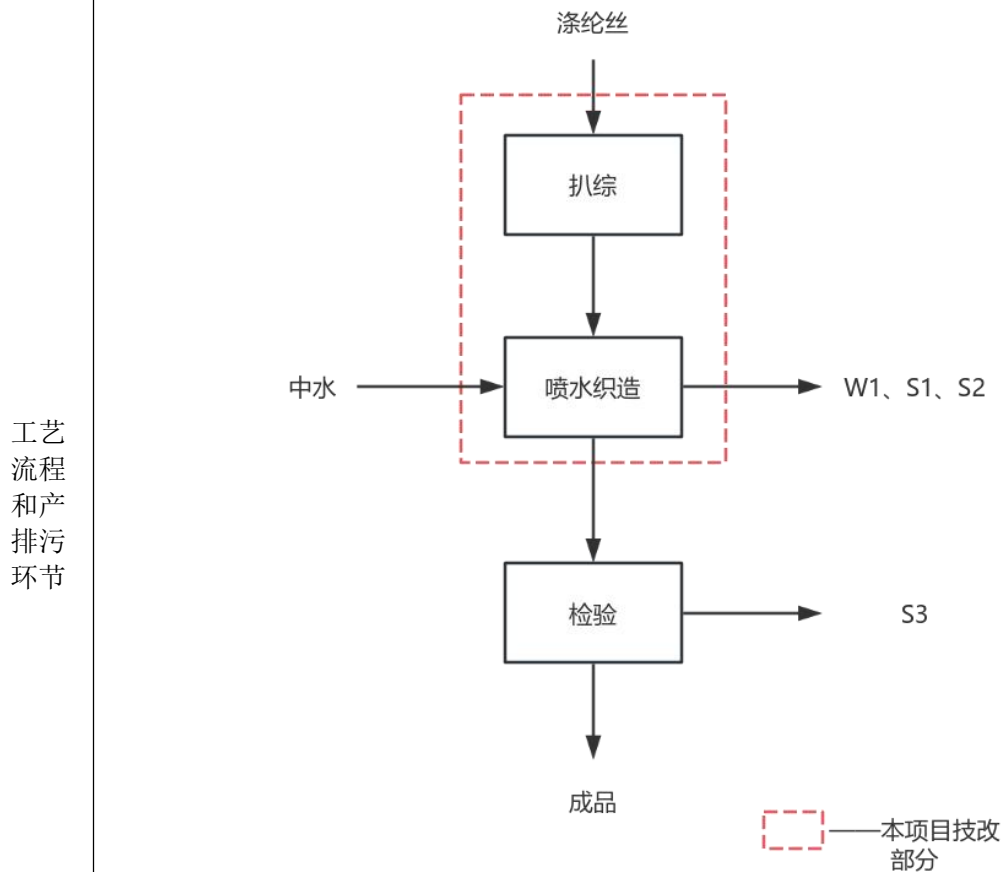 涤纶丝
扒综
中水
喷水织造
W1、S1、S2
工艺
流程
和产
排污
环节
检验
S3
成品
——本项目技改
部分